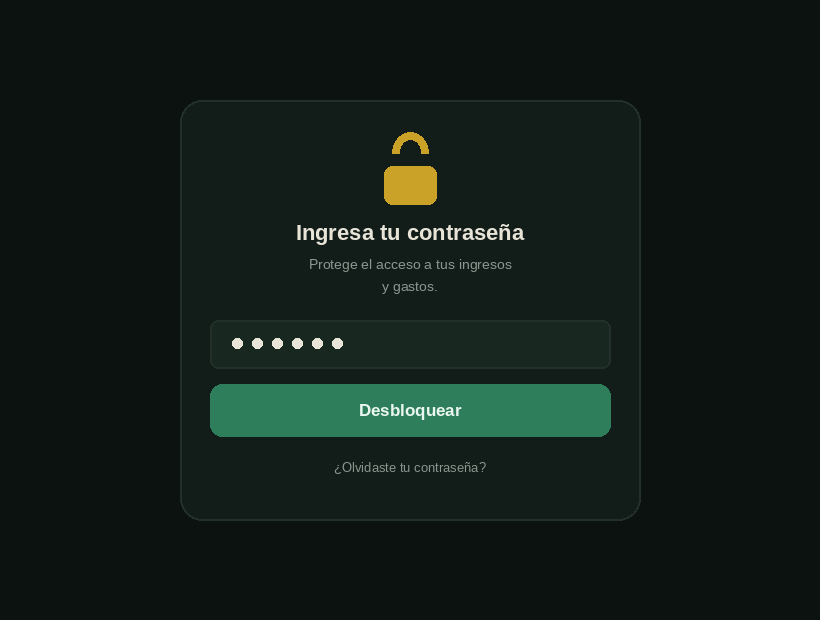 Ingresa tu contraseña
Protege el acceso a tus ingresos
y gastos.
Desbloquear
¿Olvidaste tu contraseña?